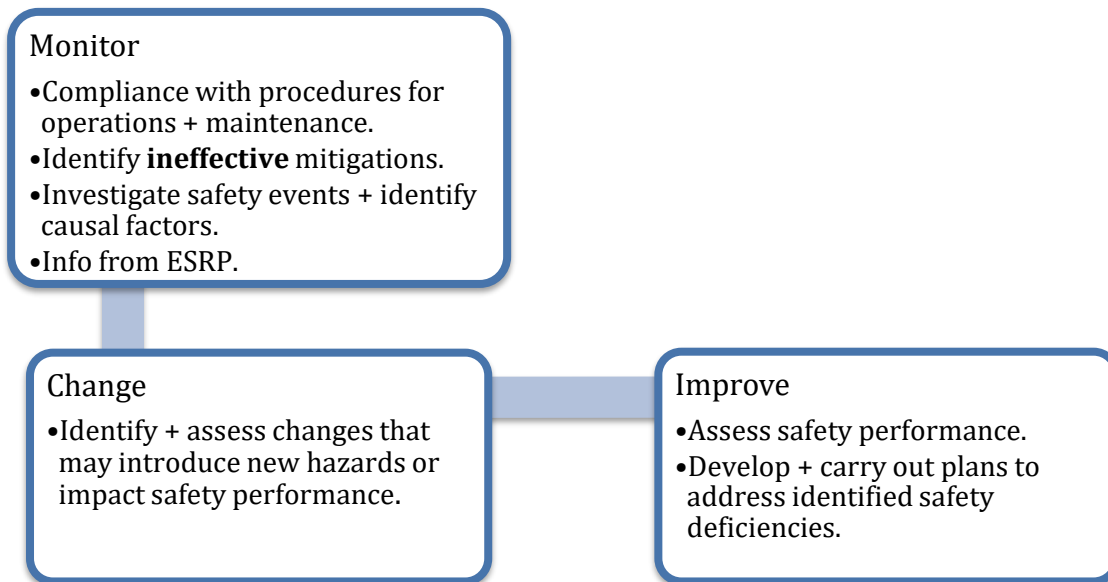 Monitor
•Compliance with procedures for
operations + maintenance.
•Identify ineffective mitigations.
•Investigate safety events + identify
causal factors.
•Info from ESRP.
Change
•Identify + assess changes that
may introduce new hazards or
impact safety performance.
Improve
•Assess safety performance.
•Develop + carry out plans to
address identified safety
deficiencies.